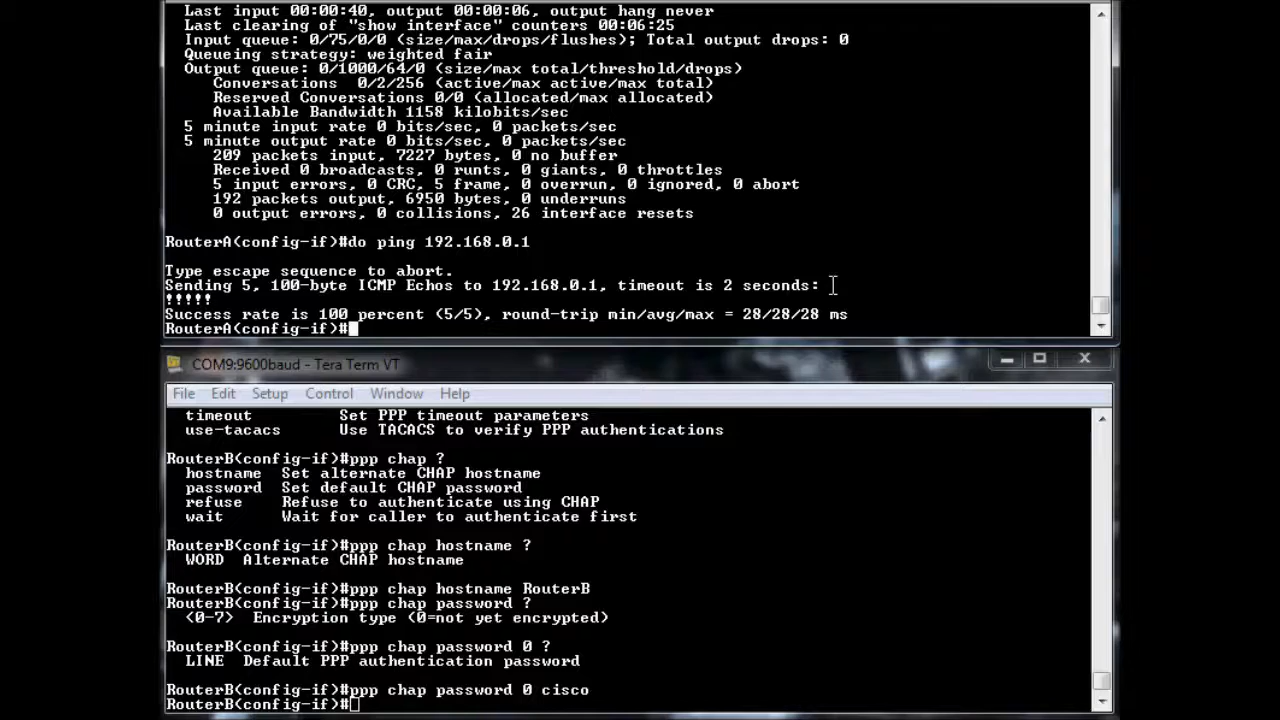 Last input 00:00:40, output 00:00:06, output hang never
Last clearing of "show interface" counters 00:06:25
Input queue: 0/75/0/0 (size/max/drops/flushes); Total output drops: 0
Queueing strategy: weighted fair
Output queue: 0/1000/64/0 (size/max total/threshold/drops)
Conversations 0/2/256 (active/max active/max total)
Reserved Conversations 0/0 (allocated/max allocated)
Available Bandwidth 1158 kilobits/sec
5 minute input rate 0 bits/sec, 0 packets/sec
5 minute output rate 0 bits/sec, 0 packets/sec
209 packets input, 7227 bytes, 0 no buffer
Received 0 broadcasts, 0 runts, 0 giants, 0 throttles
5 input errors, 0 CRC, 5 frame, 0 overrun, 0 ignored, 0 abort
192 packets output, 6950 bytes, 0 underruns
0 output errors, 0 collisions, 26 interface resets
RouterA(config-if)#do ping 192.168.0.1
Type escape sequence to abort.
Sending 5, 100-byte ICMP Echos to 192.168.0.1, timeout is 2 seconds:
!!!!!
Success rate is 100 percent (5/5), round-trip min/avg/max = 28/28/28 ms
RouterA(config-if)#
COM9:9600baud - Tera Term VT
File Edit Setup Control Window Help
timeout Set PPP timeout parameters
use-tacacs Use TACACS to verify PPP authentications
RouterB(config-if)#ppp chap ?
hostname Set alternate CHAP hostname
password Set default CHAP password
refuse Refuse to authenticate using CHAP
wait Wait for caller to authenticate first
RouterB(config-if)#ppp chap hostname ?
WORD Alternate CHAP hostname
RouterB(config-if)#ppp chap hostname RouterB
RouterB(config-if)#ppp chap password ?
<0-7> Encryption type (0=not yet encrypted)
RouterB(config-if)#ppp chap password 0 ?
LINE Default PPP authentication password
RouterB(config-if)#ppp chap password 0 cisco
RouterB(config-if)#